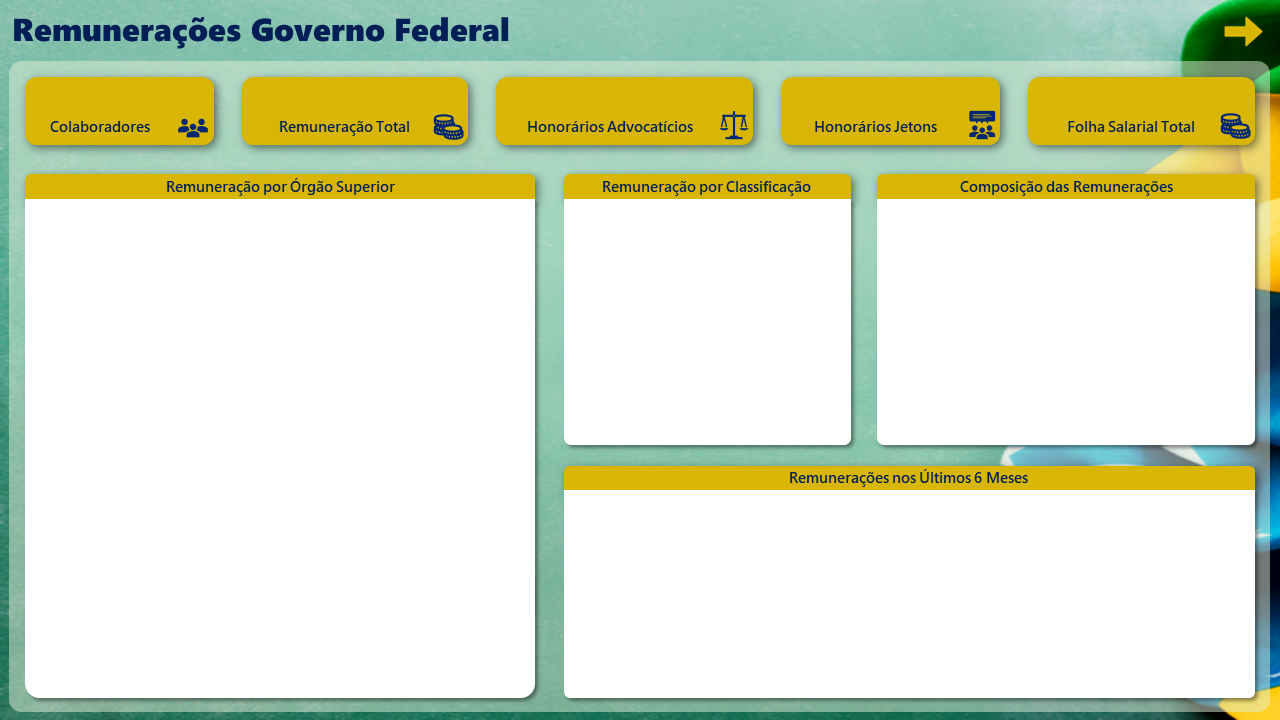 Remunerações Governo Federal
Colaboradores
Remuneração Total
Honorários Advocatícios
Honorários Jetons
Folha Salarial Total
Remuneração por Órgão Superior
Remuneração por Classificação
Composição das Remunerações
Remunerações nos Últimos 6 Meses